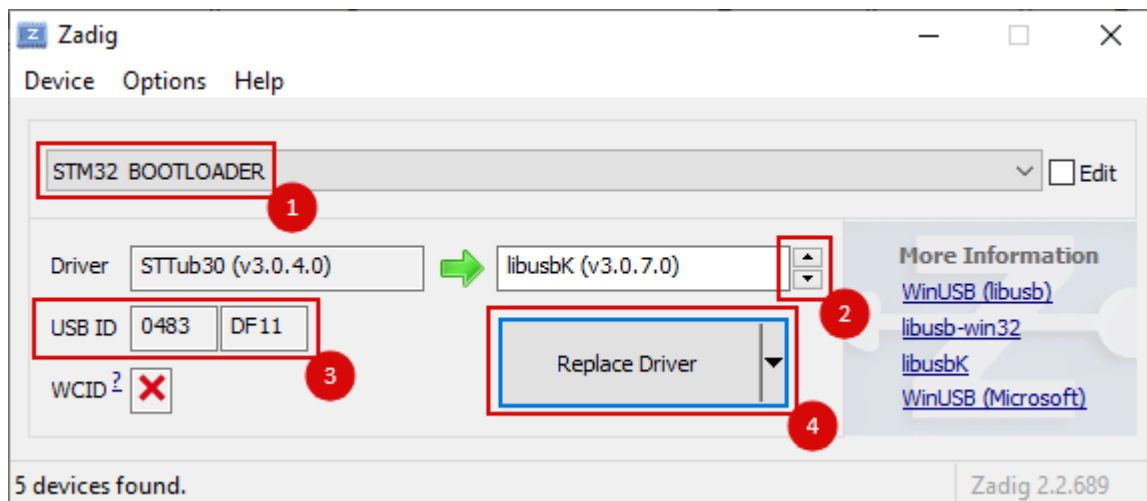 Zadig
Device Options Help
STM32 BOOTLOADER
Edit
1
Driver STTub30 (v3.0.4.0) libusbK (v3.0.7.0)
2
USB ID 0483 DF11
3
WCID ?
Replace Driver
4
More Information
WinUSB (libusb)
libusb-win32
libusbK
WinUSB (Microsoft)
5 devices found.
Zadig 2.2.689